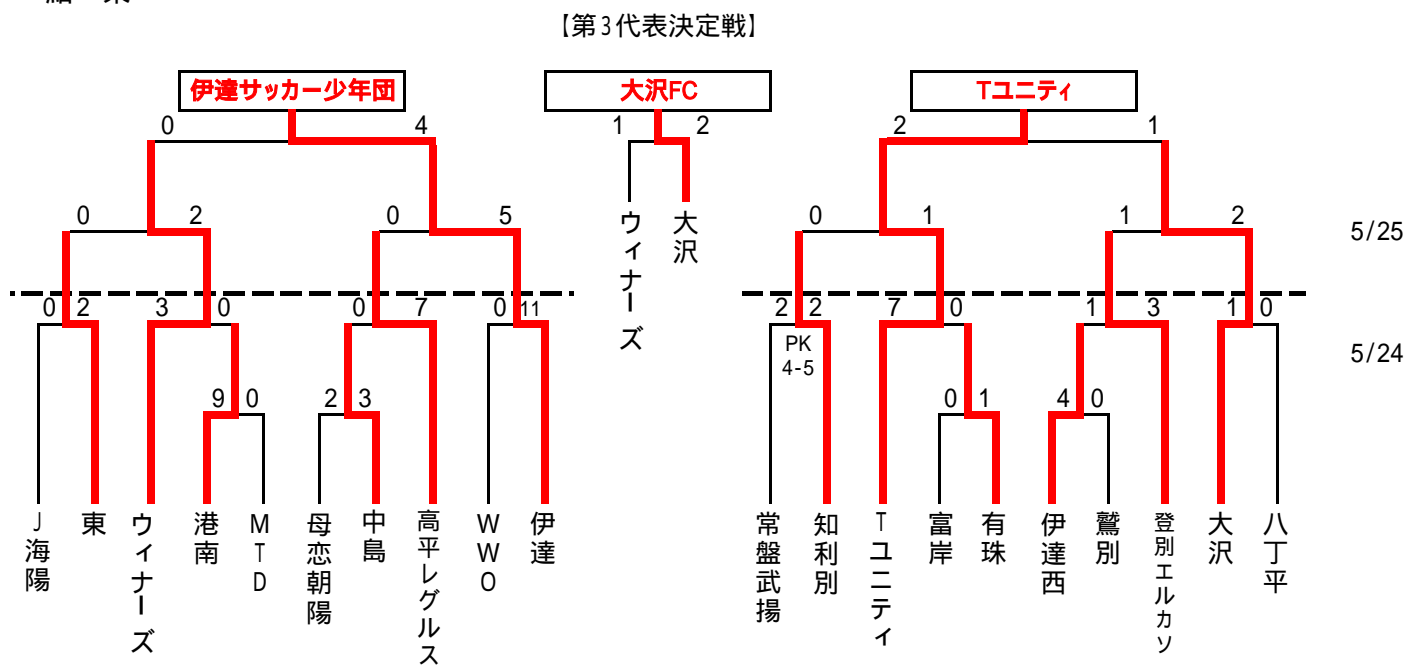 【第3代表決定戦】
伊達サッカー少年団
大沢FC
Tユニティ
0 4
1 2
2 1
0 2 0 5
ウィナーズ
大沢
0 1 1 2
5/25
0 2 3 0 0 7 0 11
2 2 7 0 1 3 1 0
PK
4-5
5/24
9 0 2 3
0 1 4 0
J海陽
東
ウィナーズ
港南
MTD
母恋朝陽
中島
高平レグルス
WWO
伊達
常盤武揚
知利別
Tユニティ
富岸
有珠
伊達西
鷲別
登別エルカソ
大沢
八丁平